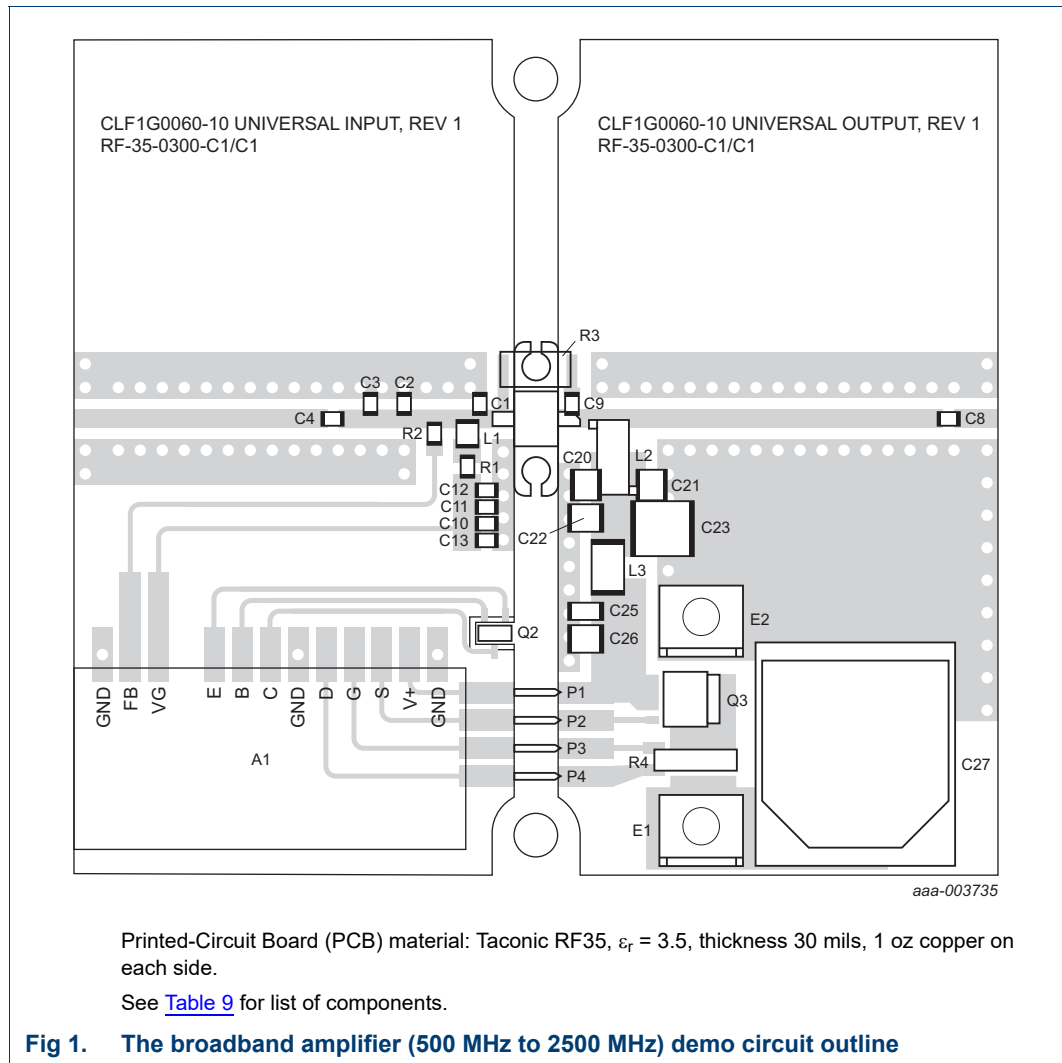 CLF1G0060-10 UNIVERSAL INPUT, REV 1
RF-35-0300-C1/C1
CLF1G0060-10 UNIVERSAL OUTPUT, REV 1
RF-35-0300-C1/C1
R3
C3
C2
C1
C9
C4
C8
R2
L1
C20
L2
R1
C21
C12
C11
C10
C13
C22
C23
L3
C25
E2
C26
Q2
GND
FB
VG
E
B
C
GND
D
G
S
V+
GND
P1
P2
P3
P4
Q3
A1
R4
C27
E1
aaa-003735
Printed-Circuit Board (PCB) material: Taconic RF35, εr = 3.5, thickness 30 mils, 1 oz copper on
each side.
See Table 9 for list of components.
Fig 1. The broadband amplifier (500 MHz to 2500 MHz) demo circuit outline